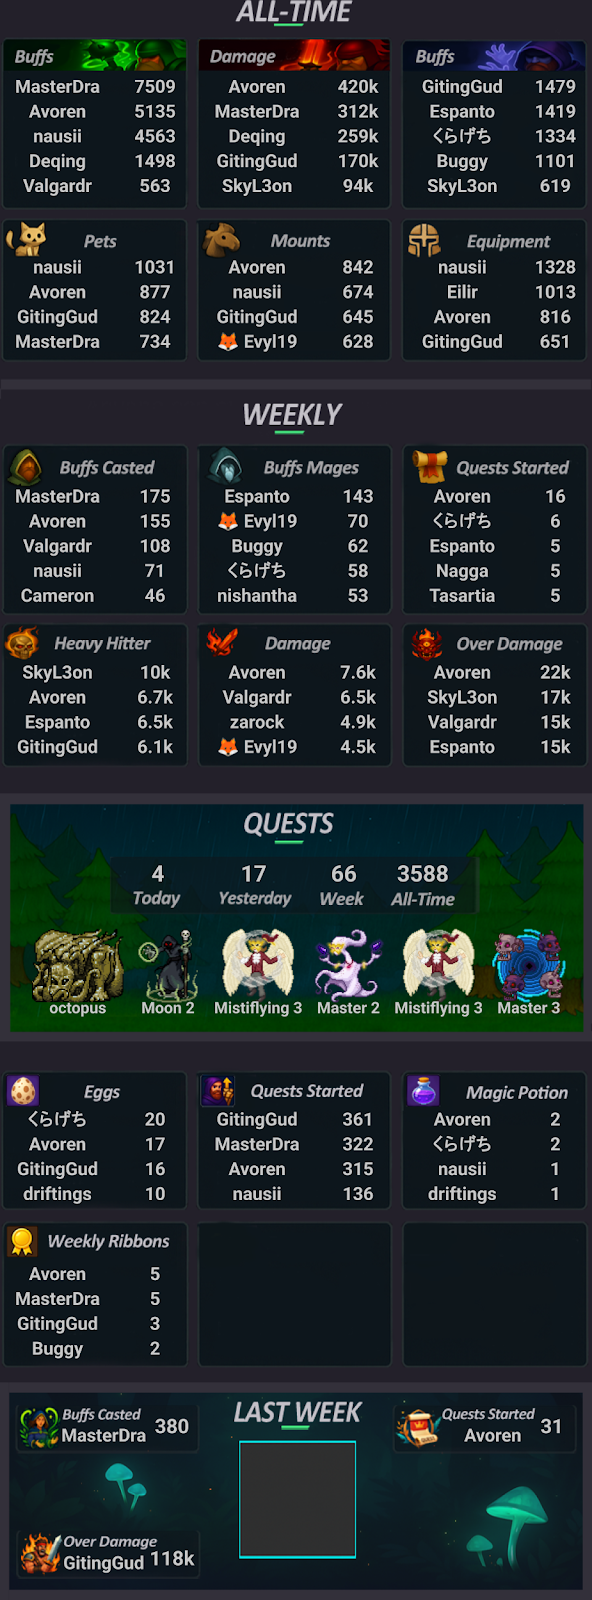 ALL-TIME
Buffs
MasterDra 7509
Avoren 5135
nausii 4563
Deqing 1498
Valgardr 563
Damage
Avoren 420k
MasterDra 312k
Deqing 259k
GitingGud 170k
SkyL3on 94k
Buffs
GitingGud 1479
Espanto 1419
くらげち 1334
Buggy 1101
SkyL3on 619
Pets
nausii 1031
Avoren 877
GitingGud 824
MasterDra 734
Mounts
Avoren 842
nausii 674
GitingGud 645
🦊 Evyl19 628
Equipment
nausii 1328
Eilir 1013
Avoren 816
GitingGud 651
WEEKLY
Buffs Casted
MasterDra 175
Avoren 155
Valgardr 108
nausii 71
Cameron 46
Buffs Mages
Espanto 143
🦊 Evyl19 70
Buggy 62
くらげち 58
nishantha 53
Quests Started
Avoren 16
くらげち 6
Espanto 5
Nagga 5
Tasartia 5
Heavy Hitter
SkyL3on 10k
Avoren 6.7k
Espanto 6.5k
GitingGud 6.1k
Damage
Avoren 7.6k
Valgardr 6.5k
zarock 4.9k
🦊 Evyl19 4.5k
Over Damage
Avoren 22k
SkyL3on 17k
Valgardr 15k
Espanto 15k
QUESTS
4 17 66 3588
Today Yesterday Week All-Time
octopus Moon 2 Mistiflying 3 Master 2 Mistiflying 3 Master 3
Eggs
くらげち 20
Avoren 17
GitingGud 16
driftings 10
Quests Started
GitingGud 361
MasterDra 322
Avoren 315
nausii 136
Magic Potion
Avoren 2
くらげち 2
nausii 1
driftings 1
Weekly Ribbons
Avoren 5
MasterDra 5
GitingGud 3
Buggy 2
LAST WEEK
Buffs Casted
MasterDra 380
Quests Started
Avoren 31
Over Damage
GitingGud 118k